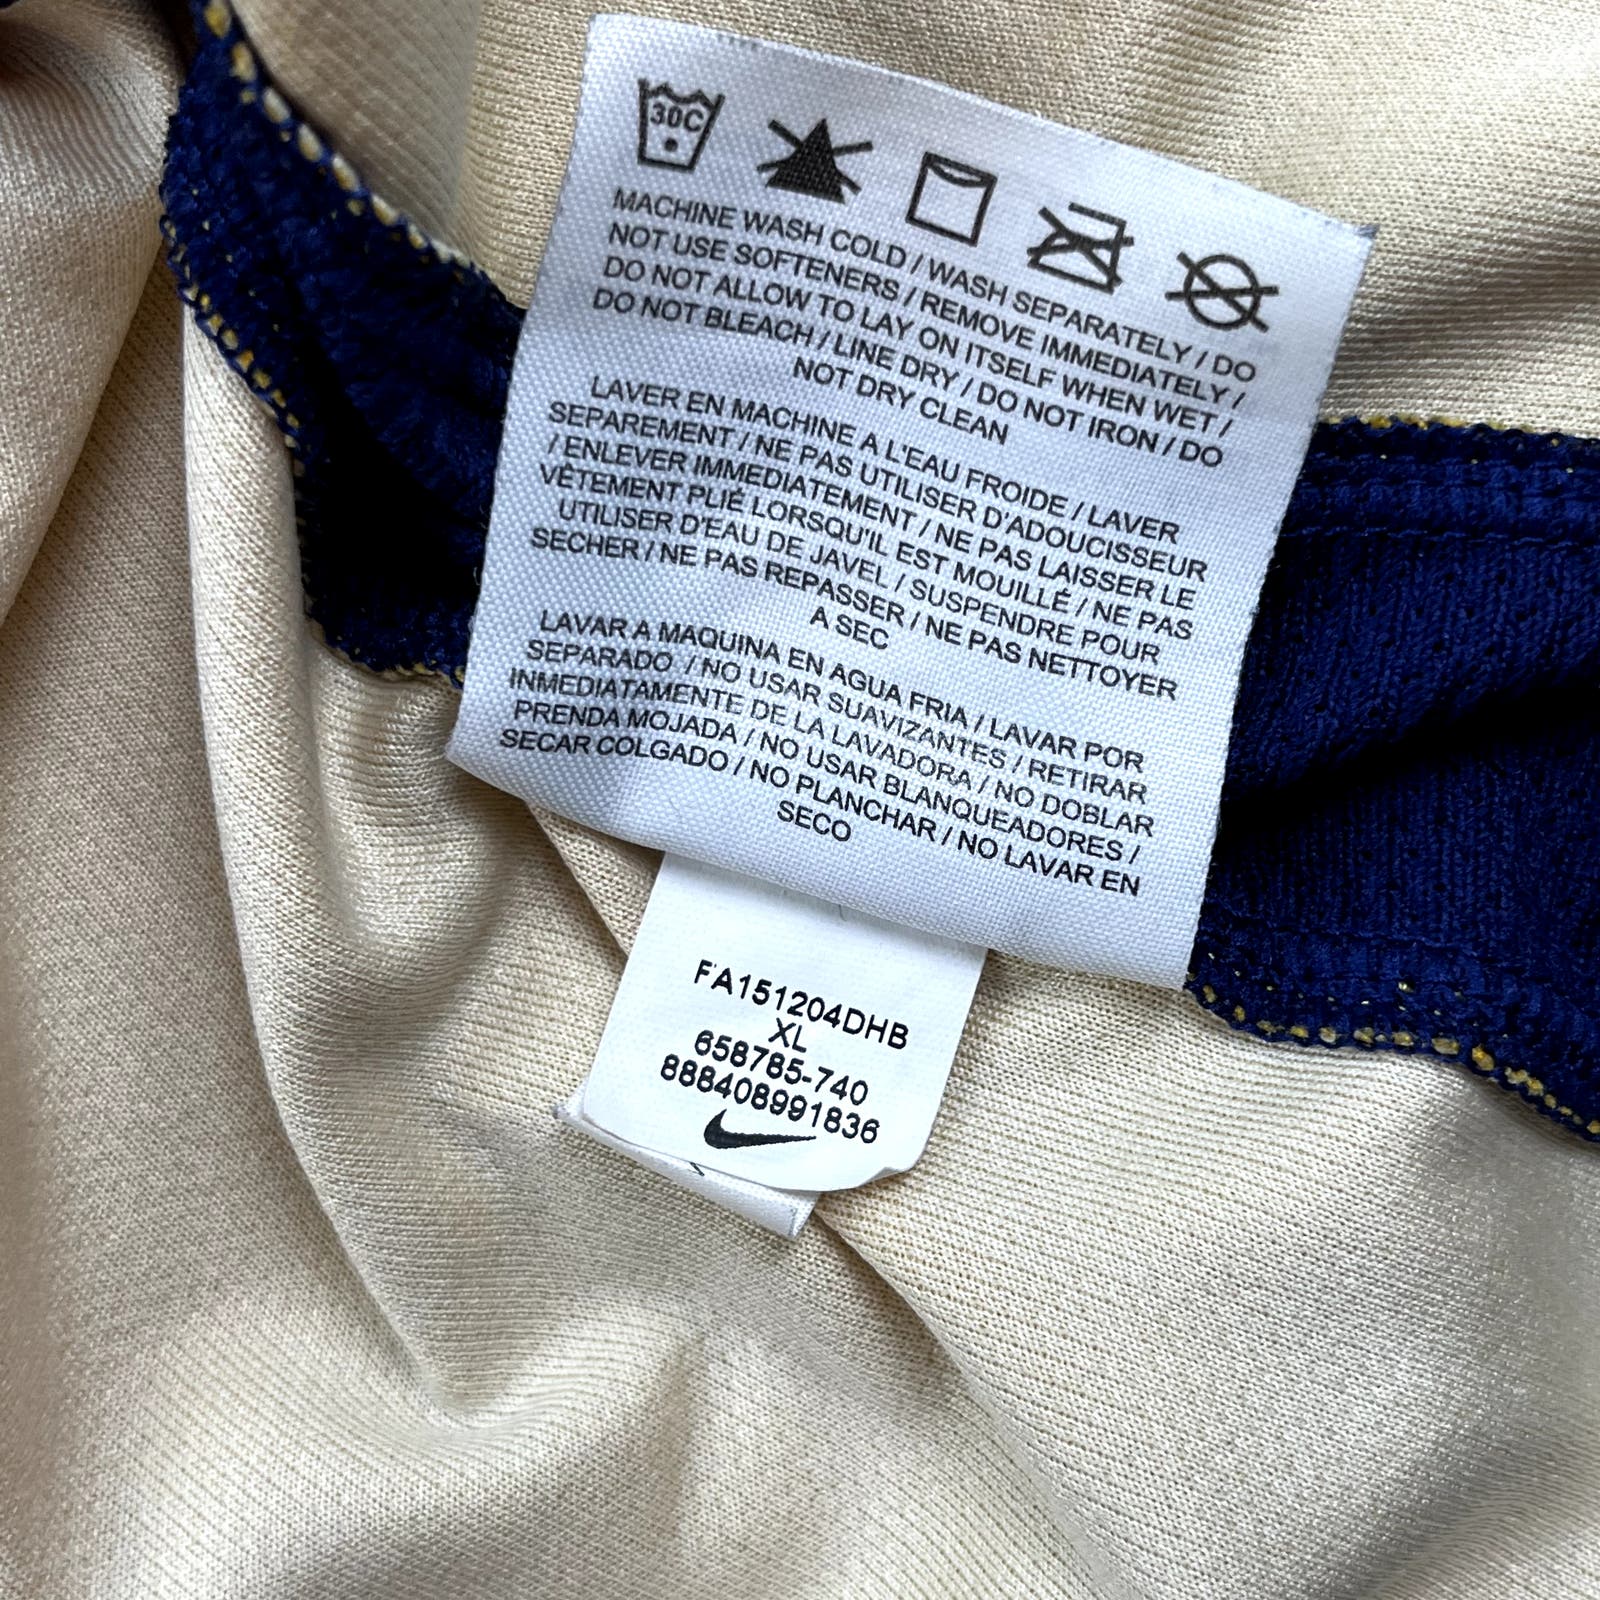 30C
MACHINE WASH COLD / WASH SEPARATELY / DO
NOT USE SOFTENERS / REMOVE IMMEDIATELY /
DO NOT ALLOW TO LAY ON ITSELF WHEN WET /
DO NOT BLEACH / LINE DRY / DO NOT IRON / DO
NOT DRY CLEAN
LAVER EN MACHINE A L'EAU FROIDE / LAVER
SEPAREMENT / NE PAS UTILISER D'ADOUCISSEUR
/ ENLEVER IMMEDIATEMENT / NE PAS LAISSER LE
VÊTEMENT PLIÉ LORSQU'IL EST MOUILLÉ / NE PAS
UTILISER D'EAU DE JAVEL / SUSPENDRE POUR
SECHER / NE PAS REPASSER / NE PAS NETTOYER
A SEC
LAVAR A MAQUINA EN AGUA FRIA / LAVAR POR
SEPARADO / NO USAR SUAVIZANTES / RETIRAR
INMEDIATAMENTE DE LA LAVADORA / NO DOBLAR
PRENDA MOJADA / NO USAR BLANQUEADORES /
SECAR COLGADO / NO PLANCHAR / NO LAVAR EN
SECO
FA151204DHB
XL
658785-740
888408991836